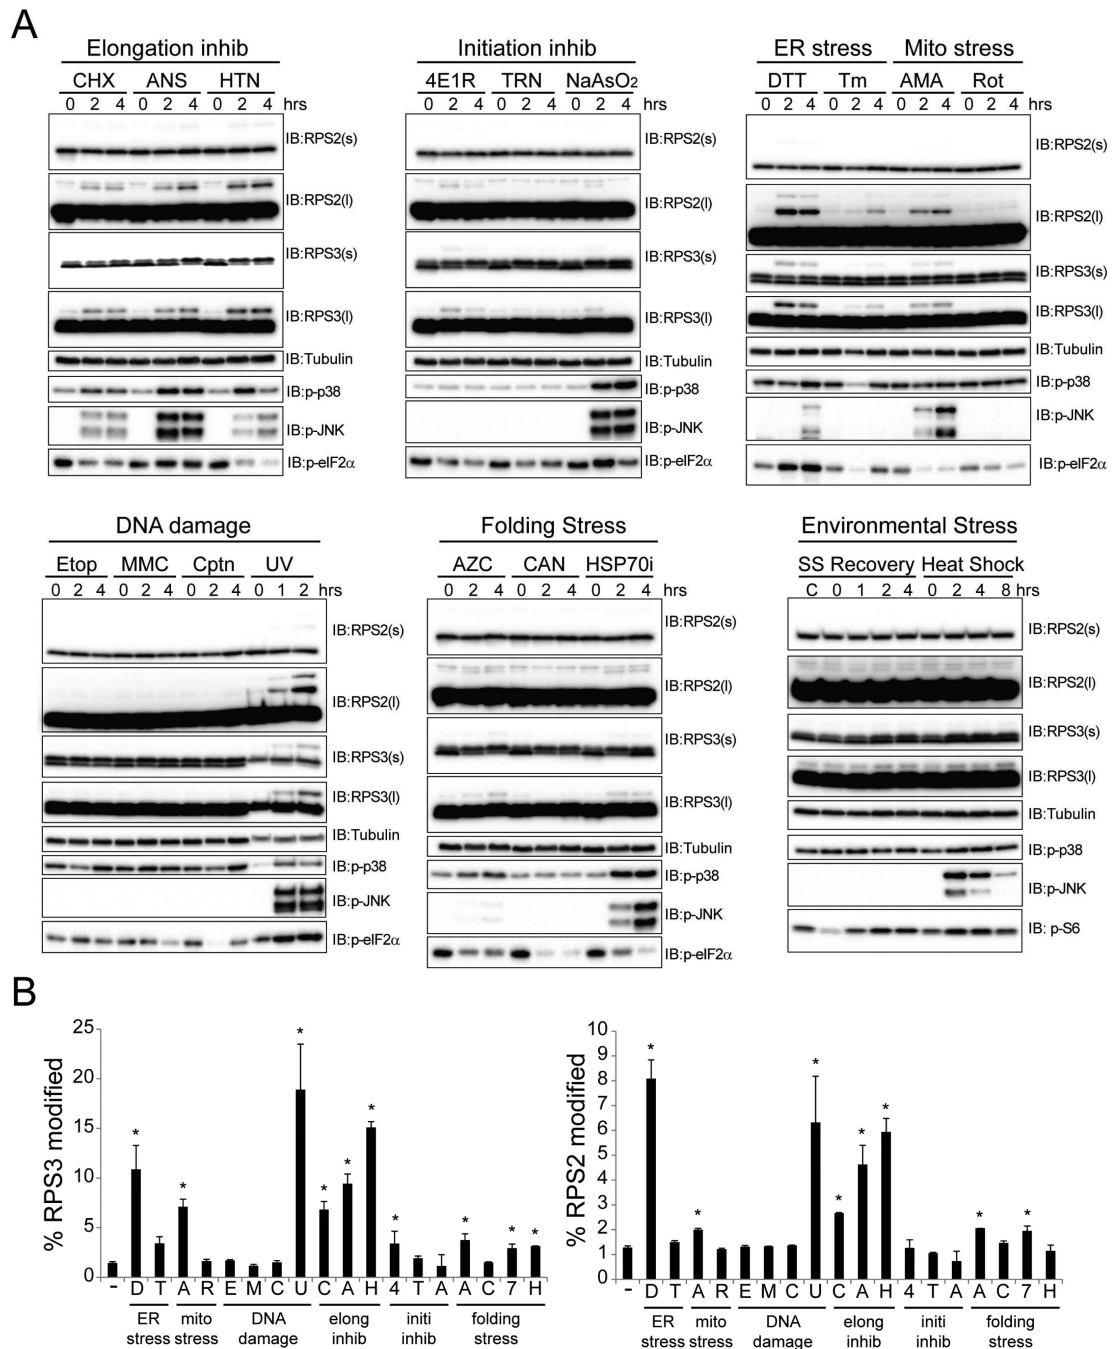 A
Elongation inhib
CHX ANS HTN
0 2 4 0 2 4 0 2 4 hrs
IB:RPS2(s)
IB:RPS2(l)
IB:RPS3(s)
IB:RPS3(l)
IB:Tubulin
IB:p-p38
IB:p-JNK
IB:p-eIF2α
Initiation inhib
4E1R TRN NaAsO2
0 2 4 0 2 4 0 2 4 hrs
IB:RPS2(s)
IB:RPS2(l)
IB:RPS3(s)
IB:RPS3(l)
IB:Tubulin
IB:p-p38
IB:p-JNK
IB:p-eIF2α
ER stress Mito stress
DTT Tm AMA Rot
0 2 4 0 2 4 0 2 4 0 2 4 hrs
IB:RPS2(s)
IB:RPS2(l)
IB:RPS3(s)
IB:RPS3(l)
IB:Tubulin
IB:p-p38
IB:p-JNK
IB:p-eIF2α
DNA damage
Etop MMC Cptn UV
0 2 4 0 2 4 0 2 4 0 1 2 hrs
IB:RPS2(s)
IB:RPS2(l)
IB:RPS3(s)
IB:RPS3(l)
IB:Tubulin
IB:p-p38
IB:p-JNK
IB:p-eIF2α
Folding Stress
AZC CAN HSP70i
0 2 4 0 2 4 0 2 4 hrs
IB:RPS2(s)
IB:RPS2(l)
IB:RPS3(s)
IB:RPS3(l)
IB:Tubulin
IB:p-p38
IB:p-JNK
IB:p-eIF2α
Environmental Stress
SS Recovery Heat Shock
C 0 1 2 4 0 2 4 8 hrs
IB:RPS2(s)
IB:RPS2(l)
IB:RPS3(s)
IB:RPS3(l)
IB:Tubulin
IB:p-p38
IB:p-JNK
IB: p-S6
B
% RPS3 modified
25
20
15
10
5
0
* * * * * * * * * *
- D T A R E M C U C A H 4 T A A C 7 H
ER mito DNA elong initi folding
stress stress damage inhib inhib stress
% RPS2 modified
10
9
8
7
6
5
4
3
2
1
0
* * * * * * * *
- D T A R E M C U C A H 4 T A A C 7 H
ER mito DNA elong initi folding
stress stress damage inhib inhib stress